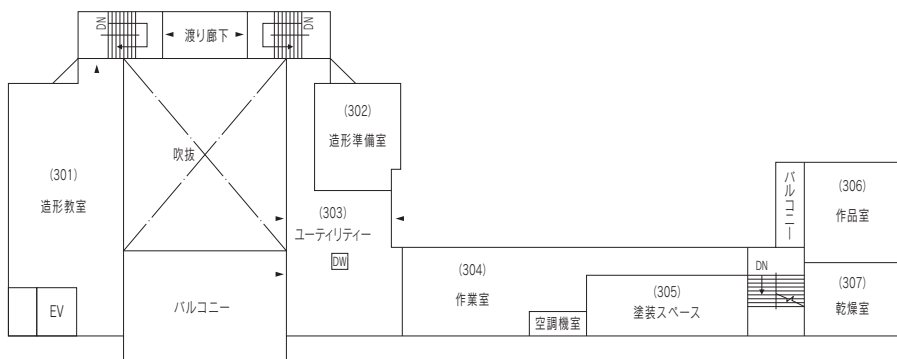 DN
渡り廊下
DN
(302)
造形準備室
吹抜
(301)
造形教室
バルコニー
(306)
作品室
(303)
ユーティリティー
DW
(304)
作業室
DN
(305)
塗装スペース
(307)
乾燥室
EV
バルコニー
空調機室